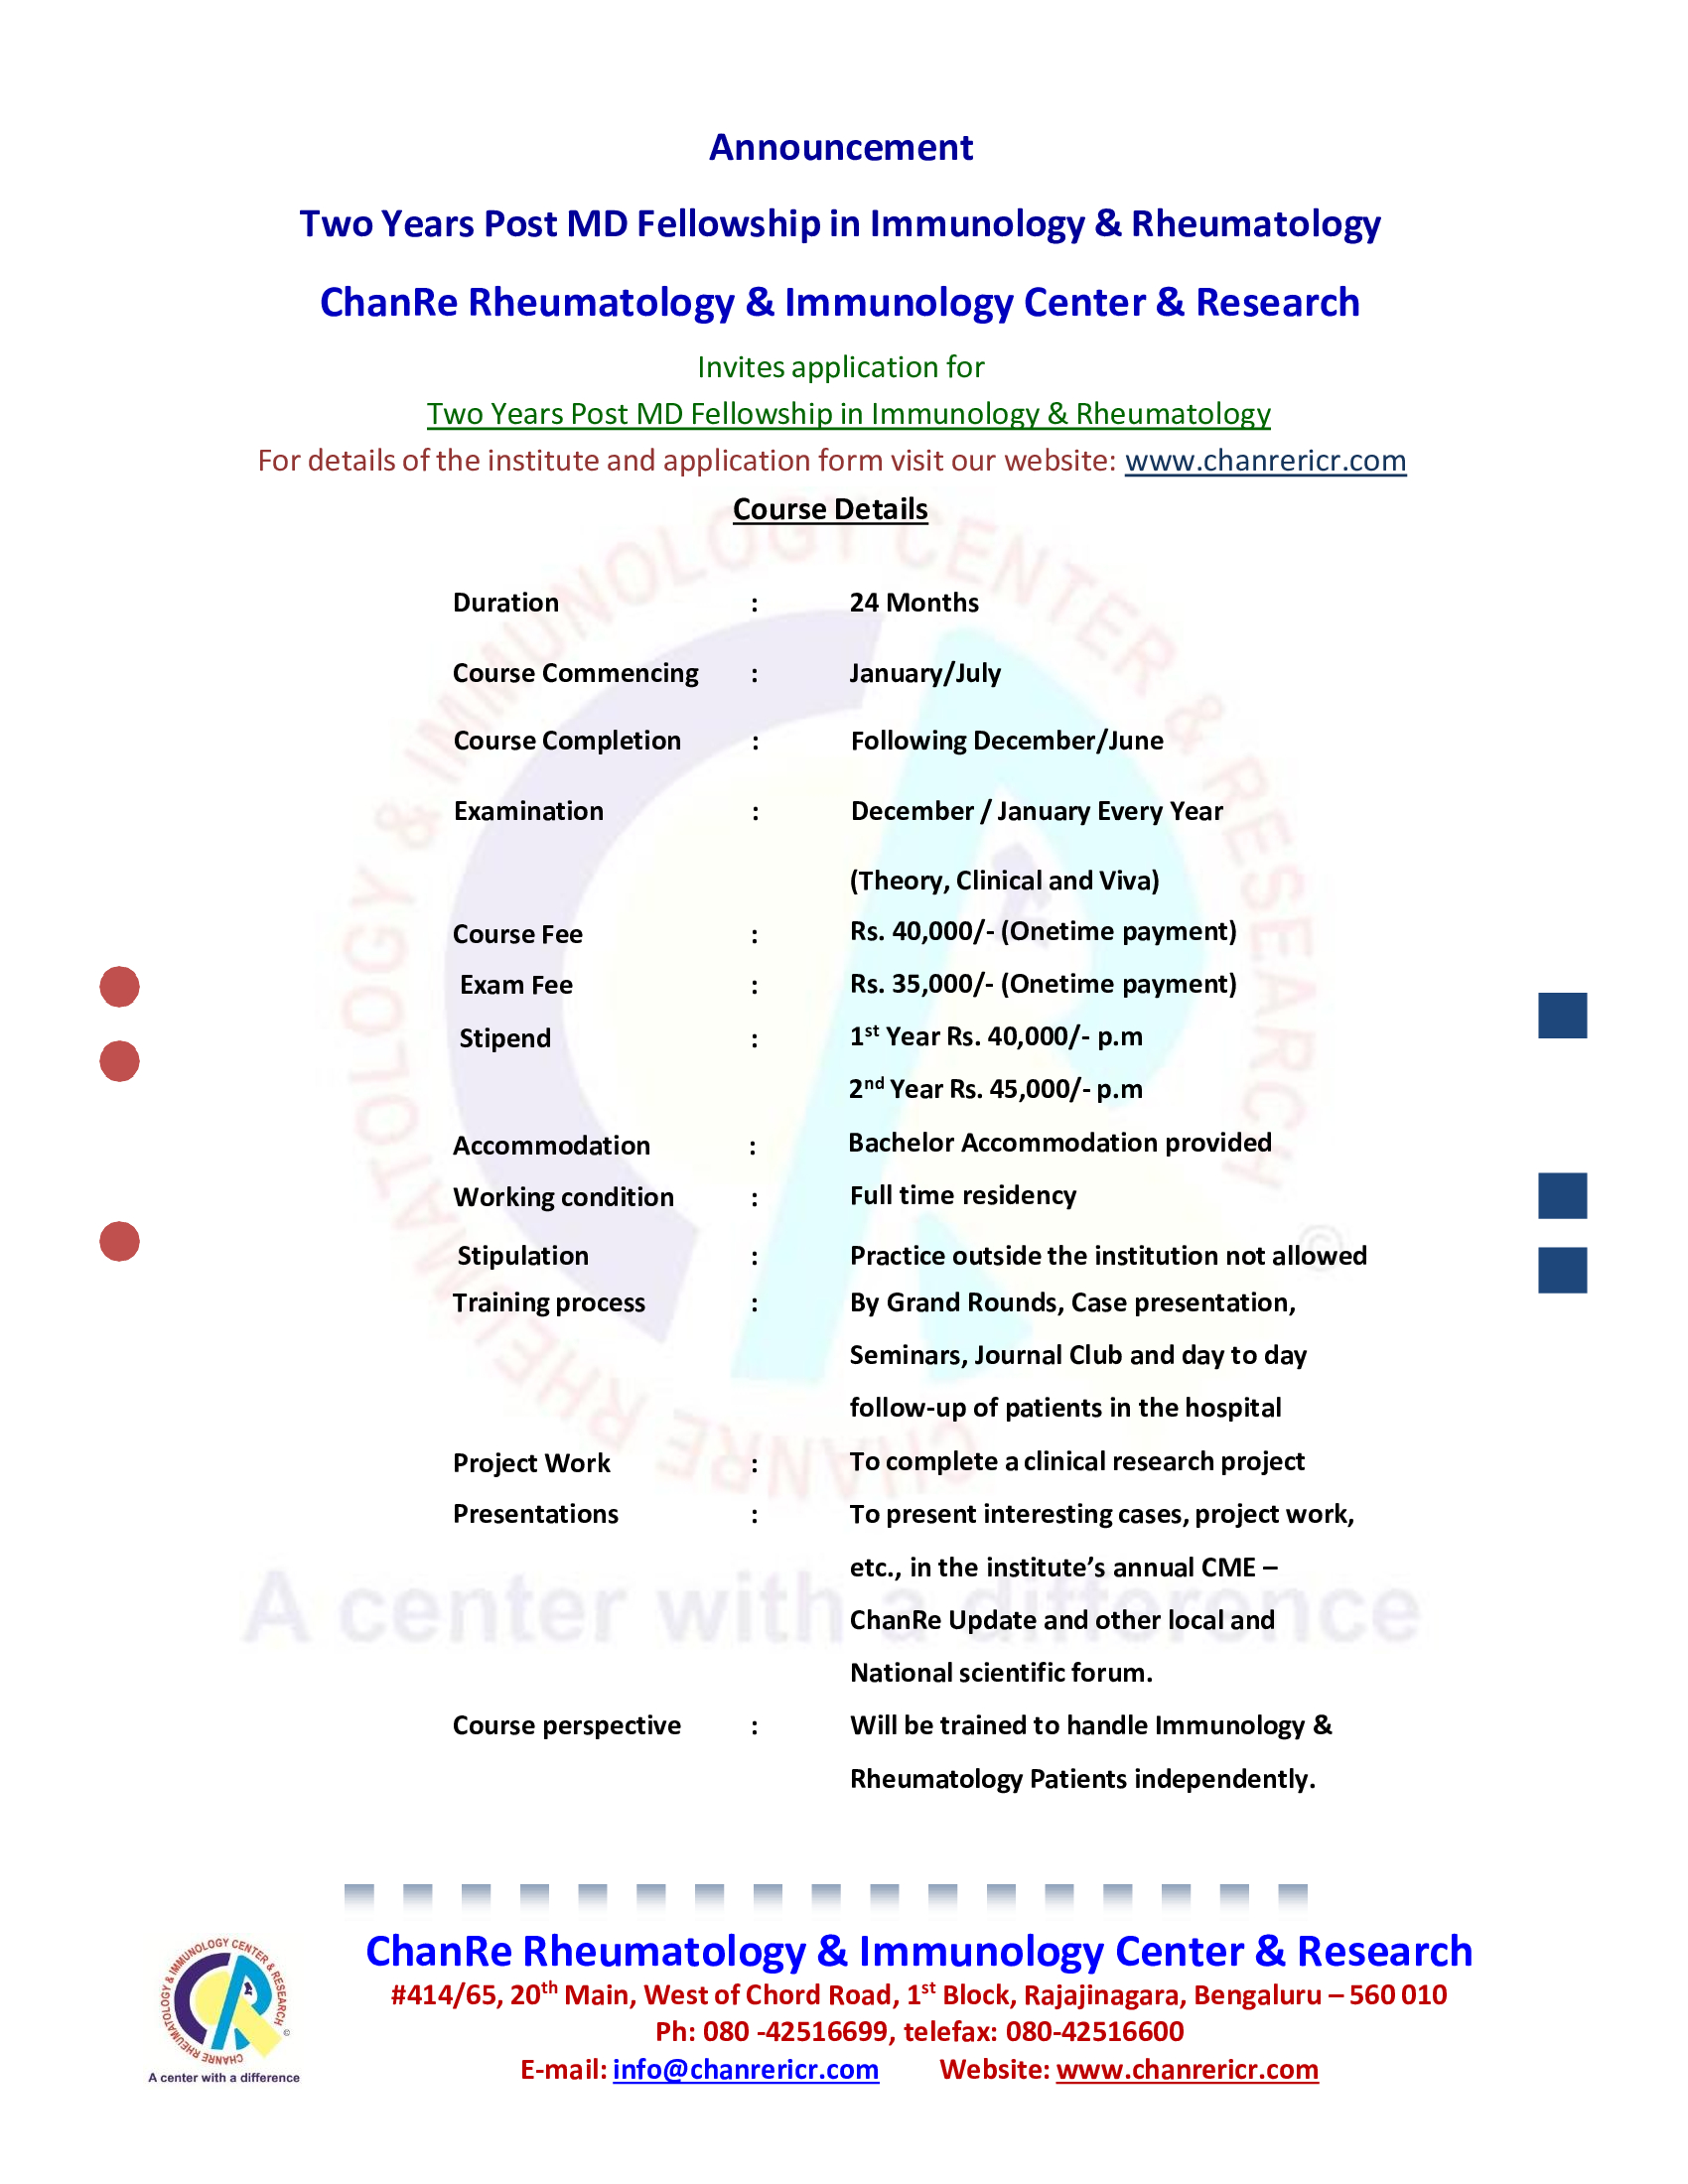 Announcement
Two Years Post MD Fellowship in Immunology & Rheumatology
ChanRe Rheumatology & Immunology Center & Research
Invites application for
Two Years Post MD Fellowship in Immunology & Rheumatology
For details of the institute and application form visit our website: www.chanrericr.com
Course Details
Duration : 24 Months
Course Commencing : January/July
Course Completion : Following December/June
Examination : December / January Every Year
(Theory, Clinical and Viva)
Course Fee : Rs. 40,000/- (Onetime payment)
Exam Fee : Rs. 35,000/- (Onetime payment)
Stipend : 1st Year Rs. 40,000/- p.m
2nd Year Rs. 45,000/- p.m
Accommodation : Bachelor Accommodation provided
Working condition : Full time residency
Stipulation : Practice outside the institution not allowed
Training process : By Grand Rounds, Case presentation,
Seminars, Journal Club and day to day
follow-up of patients in the hospital
Project Work : To complete a clinical research project
Presentations : To present interesting cases, project work,
etc., in the institute’s annual CME –
ChanRe Update and other local and
National scientific forum.
Course perspective : Will be trained to handle Immunology &
Rheumatology Patients independently.
CHANRE RHEUMATOLOGY & IMMUNOLOGY CENTER & RESEARCH ©
A center with a difference
ChanRe Rheumatology & Immunology Center & Research
#414/65, 20th Main, West of Chord Road, 1st Block, Rajajinagara, Bengaluru – 560 010
Ph: 080 -42516699, telefax: 080-42516600
E-mail: info@chanrericr.com Website: www.chanrericr.com
CHANRE RHEUMATOLOGY & IMMUNOLOGY CENTER & RESEARCH ©
A center with a difference